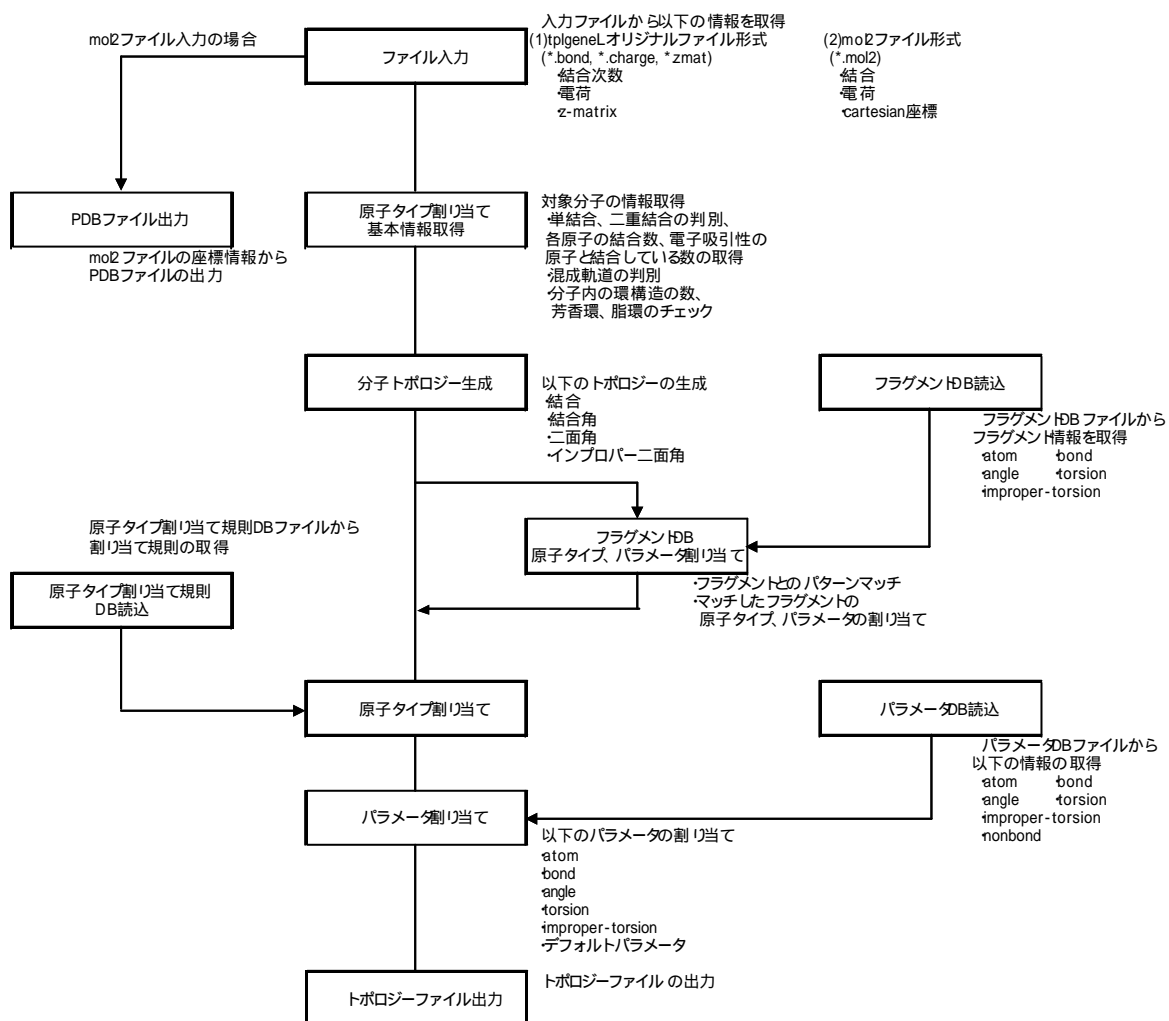 mol2ファイル入力の場合
ファイル入力
入力ファイルから以下の情報を取得
(1)tplgeneLオリジナルファイル形式
(*.bond, *.charge, *.zmat)
・結合次数
・電荷
・z-matrix
(2)mol2ファイル形式
(*.mol2)
・結合
・電荷
・cartesian座標
PDBファイル出力
mol2ファイルの座標情報から
PDBファイルの出力
原子タイプ割り当て
基本情報取得
対象分子の情報取得
・単結合、二重結合の判別、
各原子の結合数、電子吸引性の
原子と結合している数の取得
・混成軌道の判別
・分子内の環構造の数、
芳香環、脂環のチェック
分子トポロジー生成
以下のトポロジーの生成
・結合
・結合角
・二面角
・インプロパー二面角
フラグメントDB読込
フラグメントDBファイルから
フラグメント情報を取得
・atom ・bond
・angle ・torsion
・improper-torsion
フラグメントDB
原子タイプ、パラメータ割り当て
・フラグメントとのパターンマッチ
・マッチしたフラグメントの
原子タイプ、パラメータの割り当て
原子タイプ割り当て規則DBファイルから
割り当て規則の取得
原子タイプ割り当て規則
DB読込
原子タイプ割り当て
パラメータDB読込
パラメータDBファイルから
以下の情報の取得
・atom ・bond
・angle ・torsion
・improper-torsion
・nonbond
パラメータ割り当て
以下のパラメータの割り当て
・atom
・bond
・angle
・torsion
・improper-torsion
・デフォルトパラメータ
トポロジーファイル出力
トポロジーファイルの出力